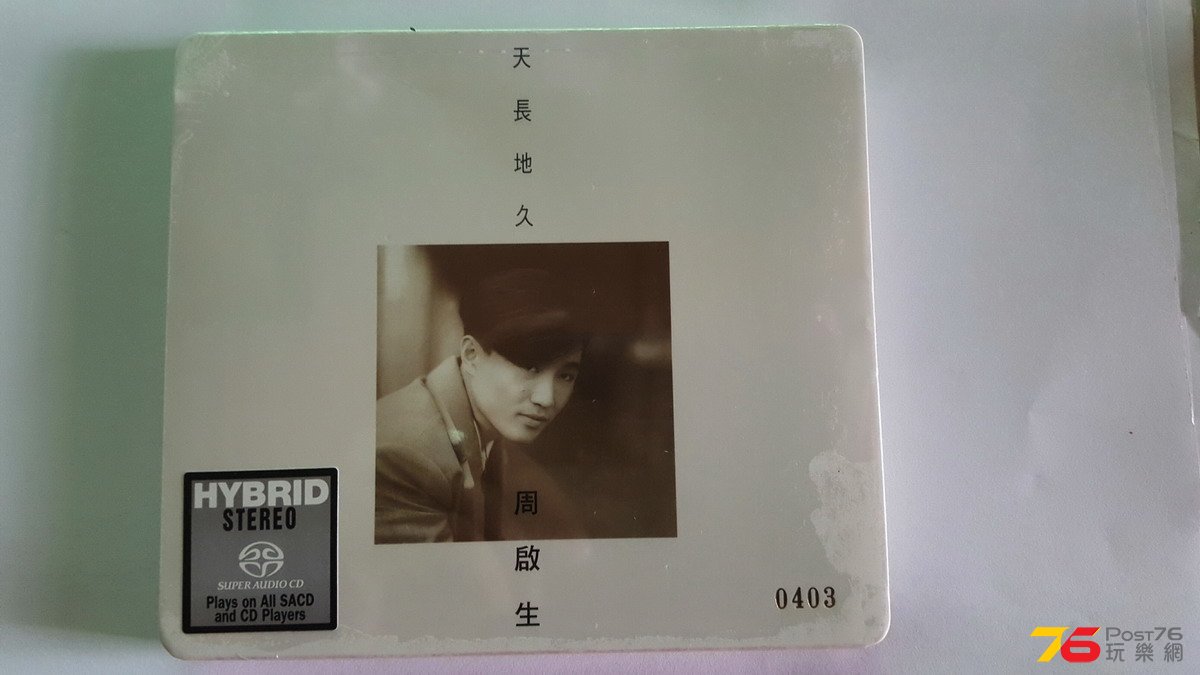 天長地久
周啟生
HYBRID
STEREO
SUPER AUDIO CD
Plays on All SACD
and CD Players
0403
76 POST76
玩樂網